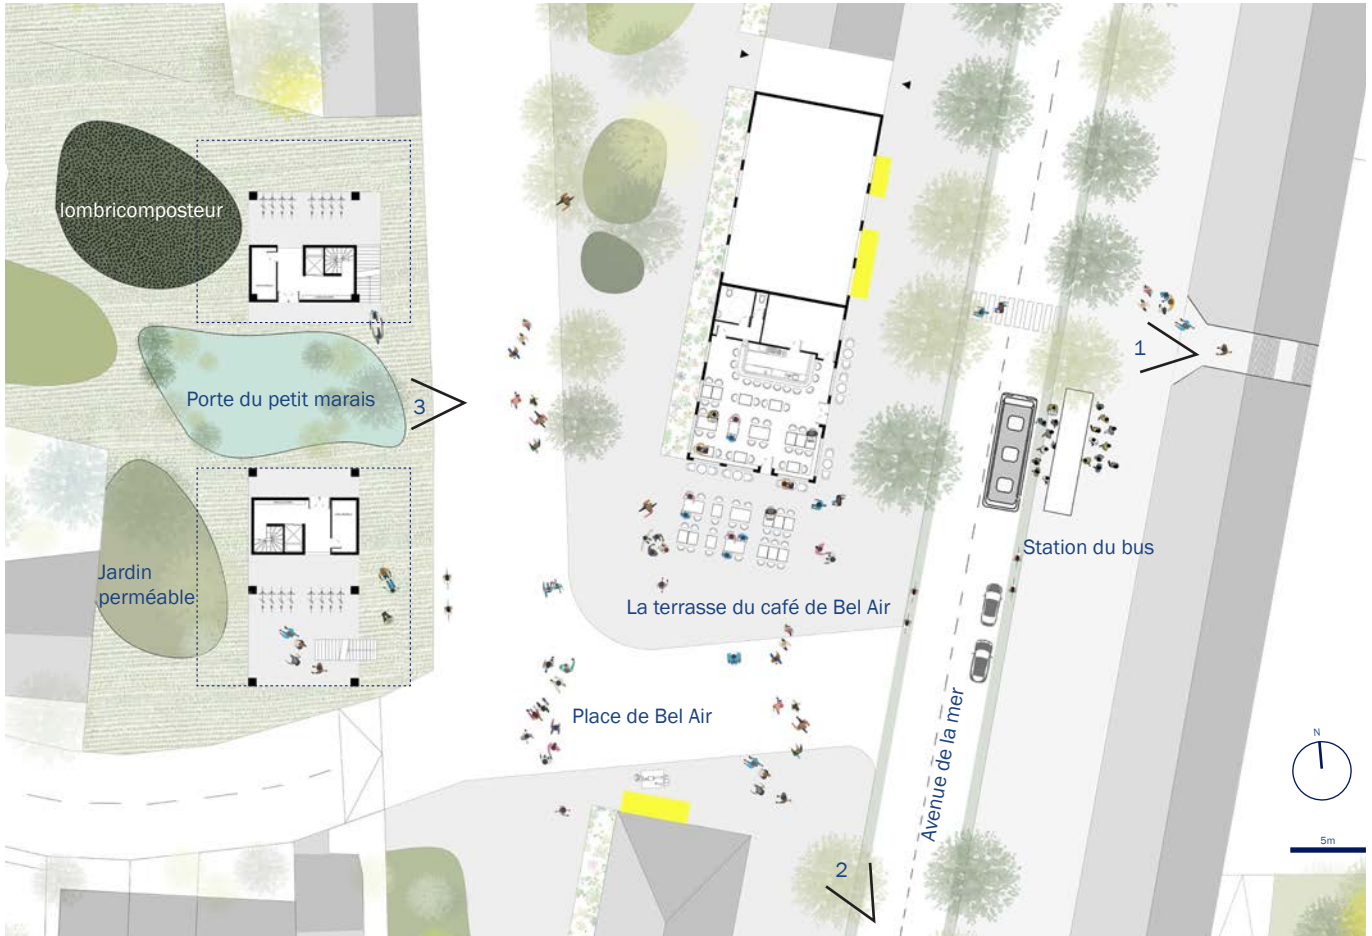 lombricomposteur
Porte du petit marais
3
1
Jardin
perméable
Station du bus
La terrasse du café de Bel Air
Place de Bel Air
Avenue de la mer
2
N
5m